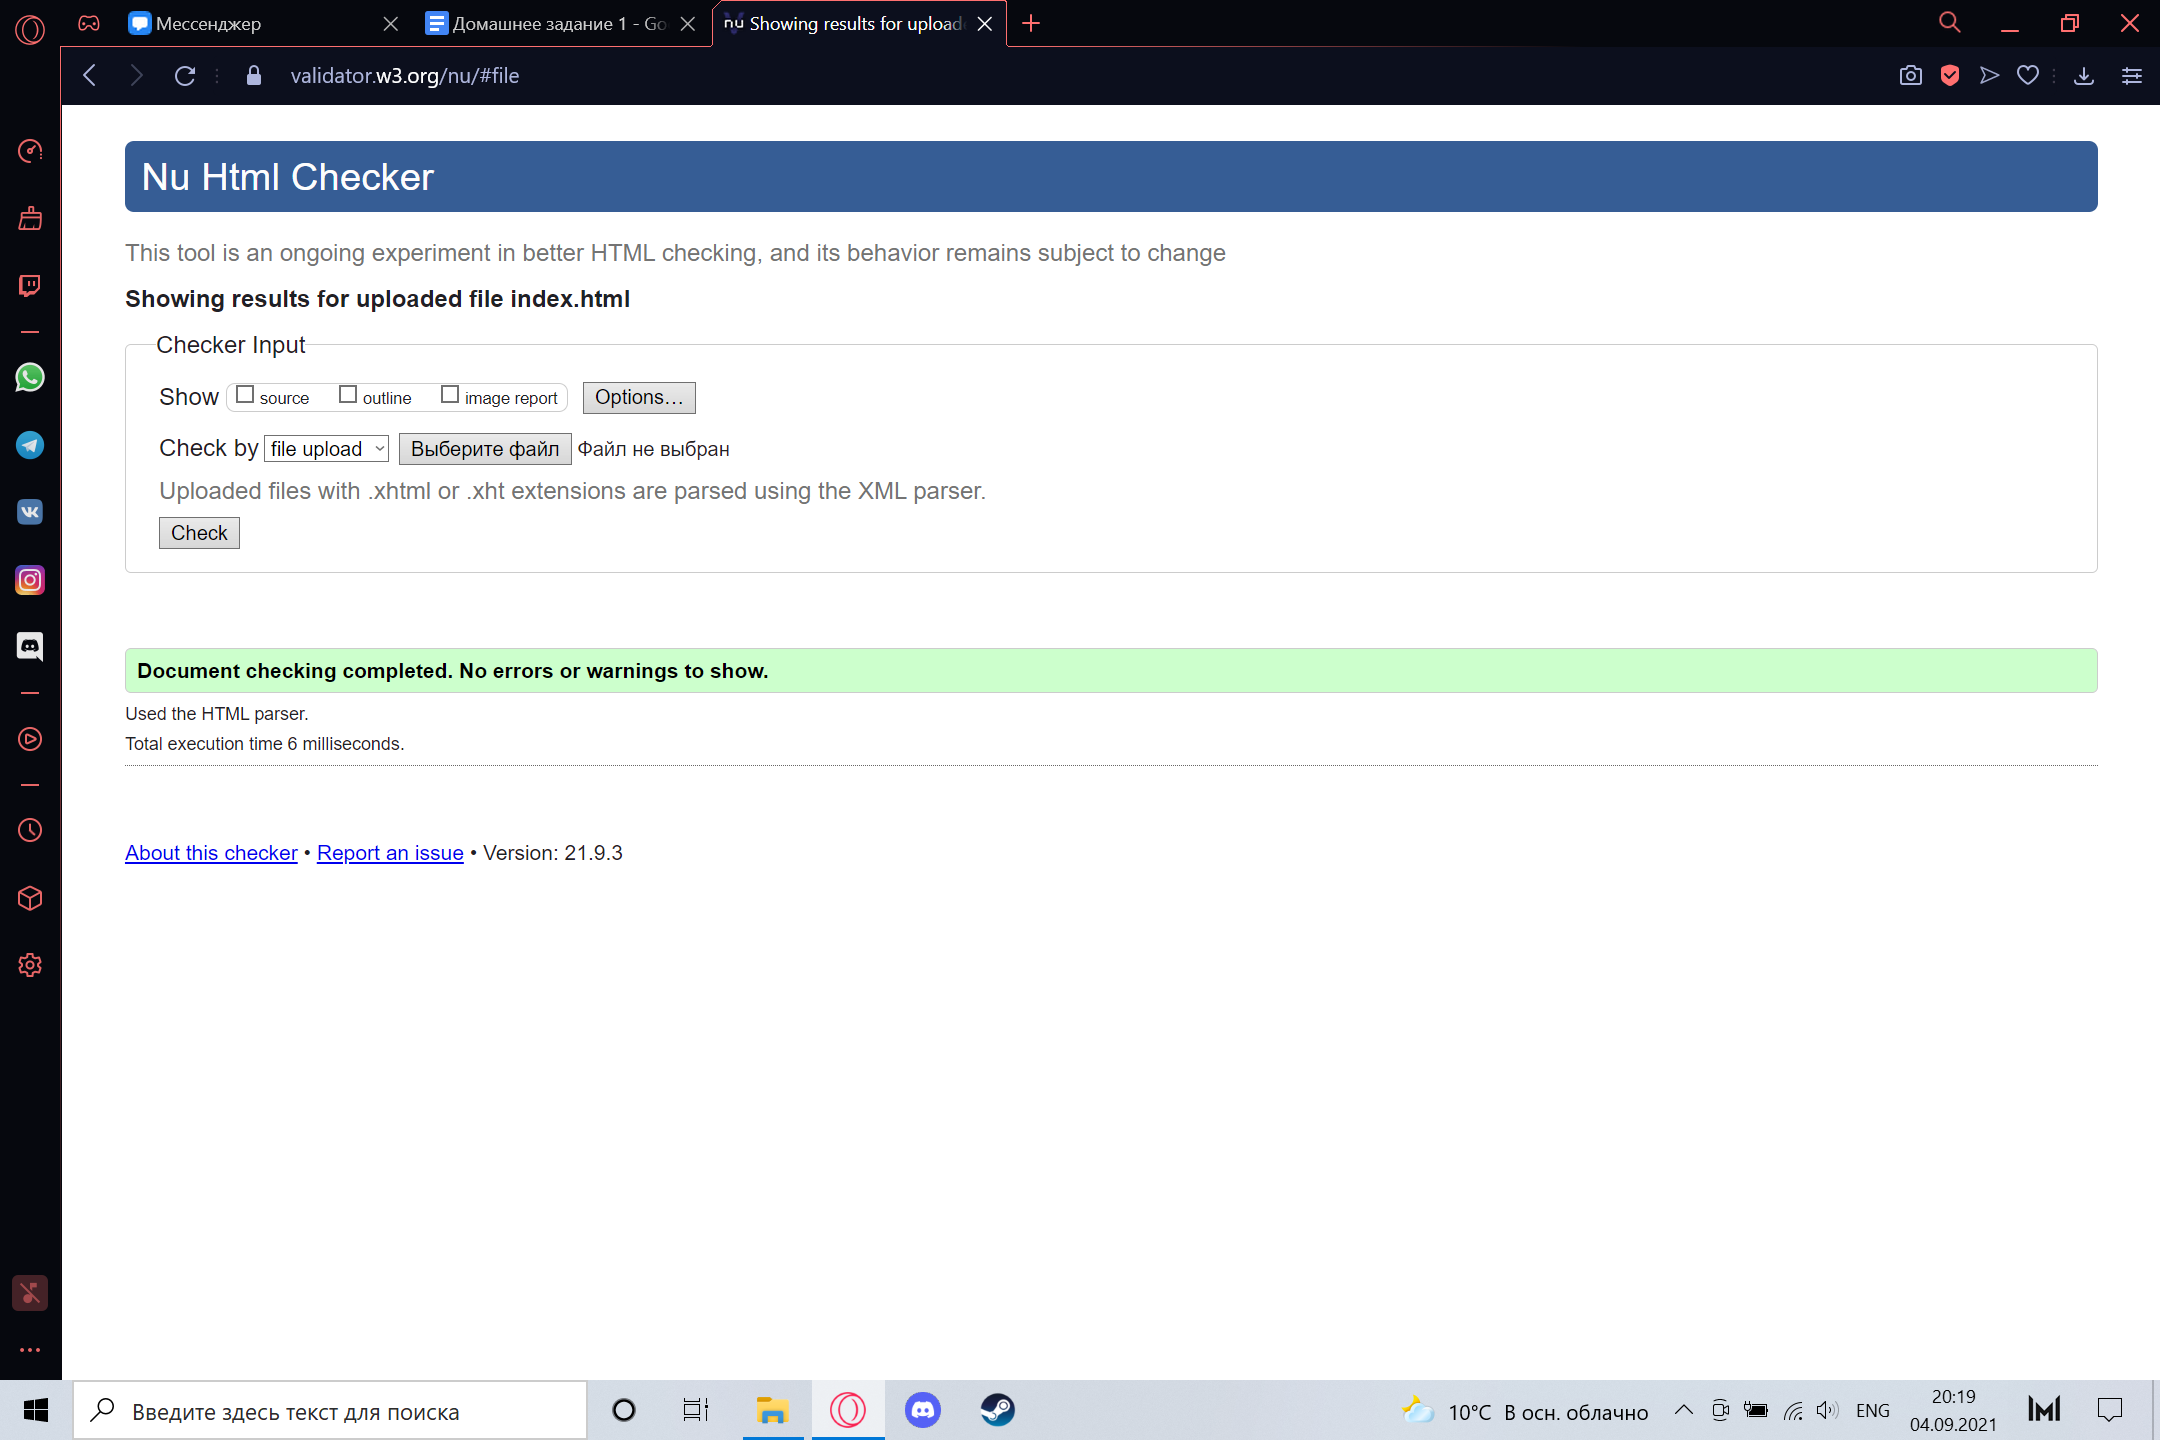 Мессенджер
Домашнее задание 1 - Go
nu Showing results for upload
validator.w3.org/nu/#file
Nu Html Checker
This tool is an ongoing experiment in better HTML checking, and its behavior remains subject to change
Showing results for uploaded file index.html
Checker Input
Show source outline image report Options...
Check by file upload Выберите файл Файл не выбран
Uploaded files with .xhtml or .xht extensions are parsed using the XML parser.
Check
Document checking completed. No errors or warnings to show.
Used the HTML parser.
Total execution time 6 milliseconds.
About this checker • Report an issue • Version: 21.9.3
Введите здесь текст для поиска
10°C В осн. облачно
ENG
20:19
04.09.2021